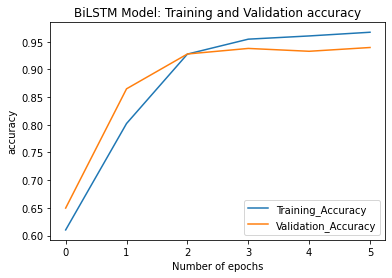 BiLSTM Model: Training and Validation accuracy
accuracy
0.95
0.90
0.85
0.80
0.75
0.70
0.65
0.60
Training_Accuracy
Validation_Accuracy
0 1 2 3 4 5
Number of epochs